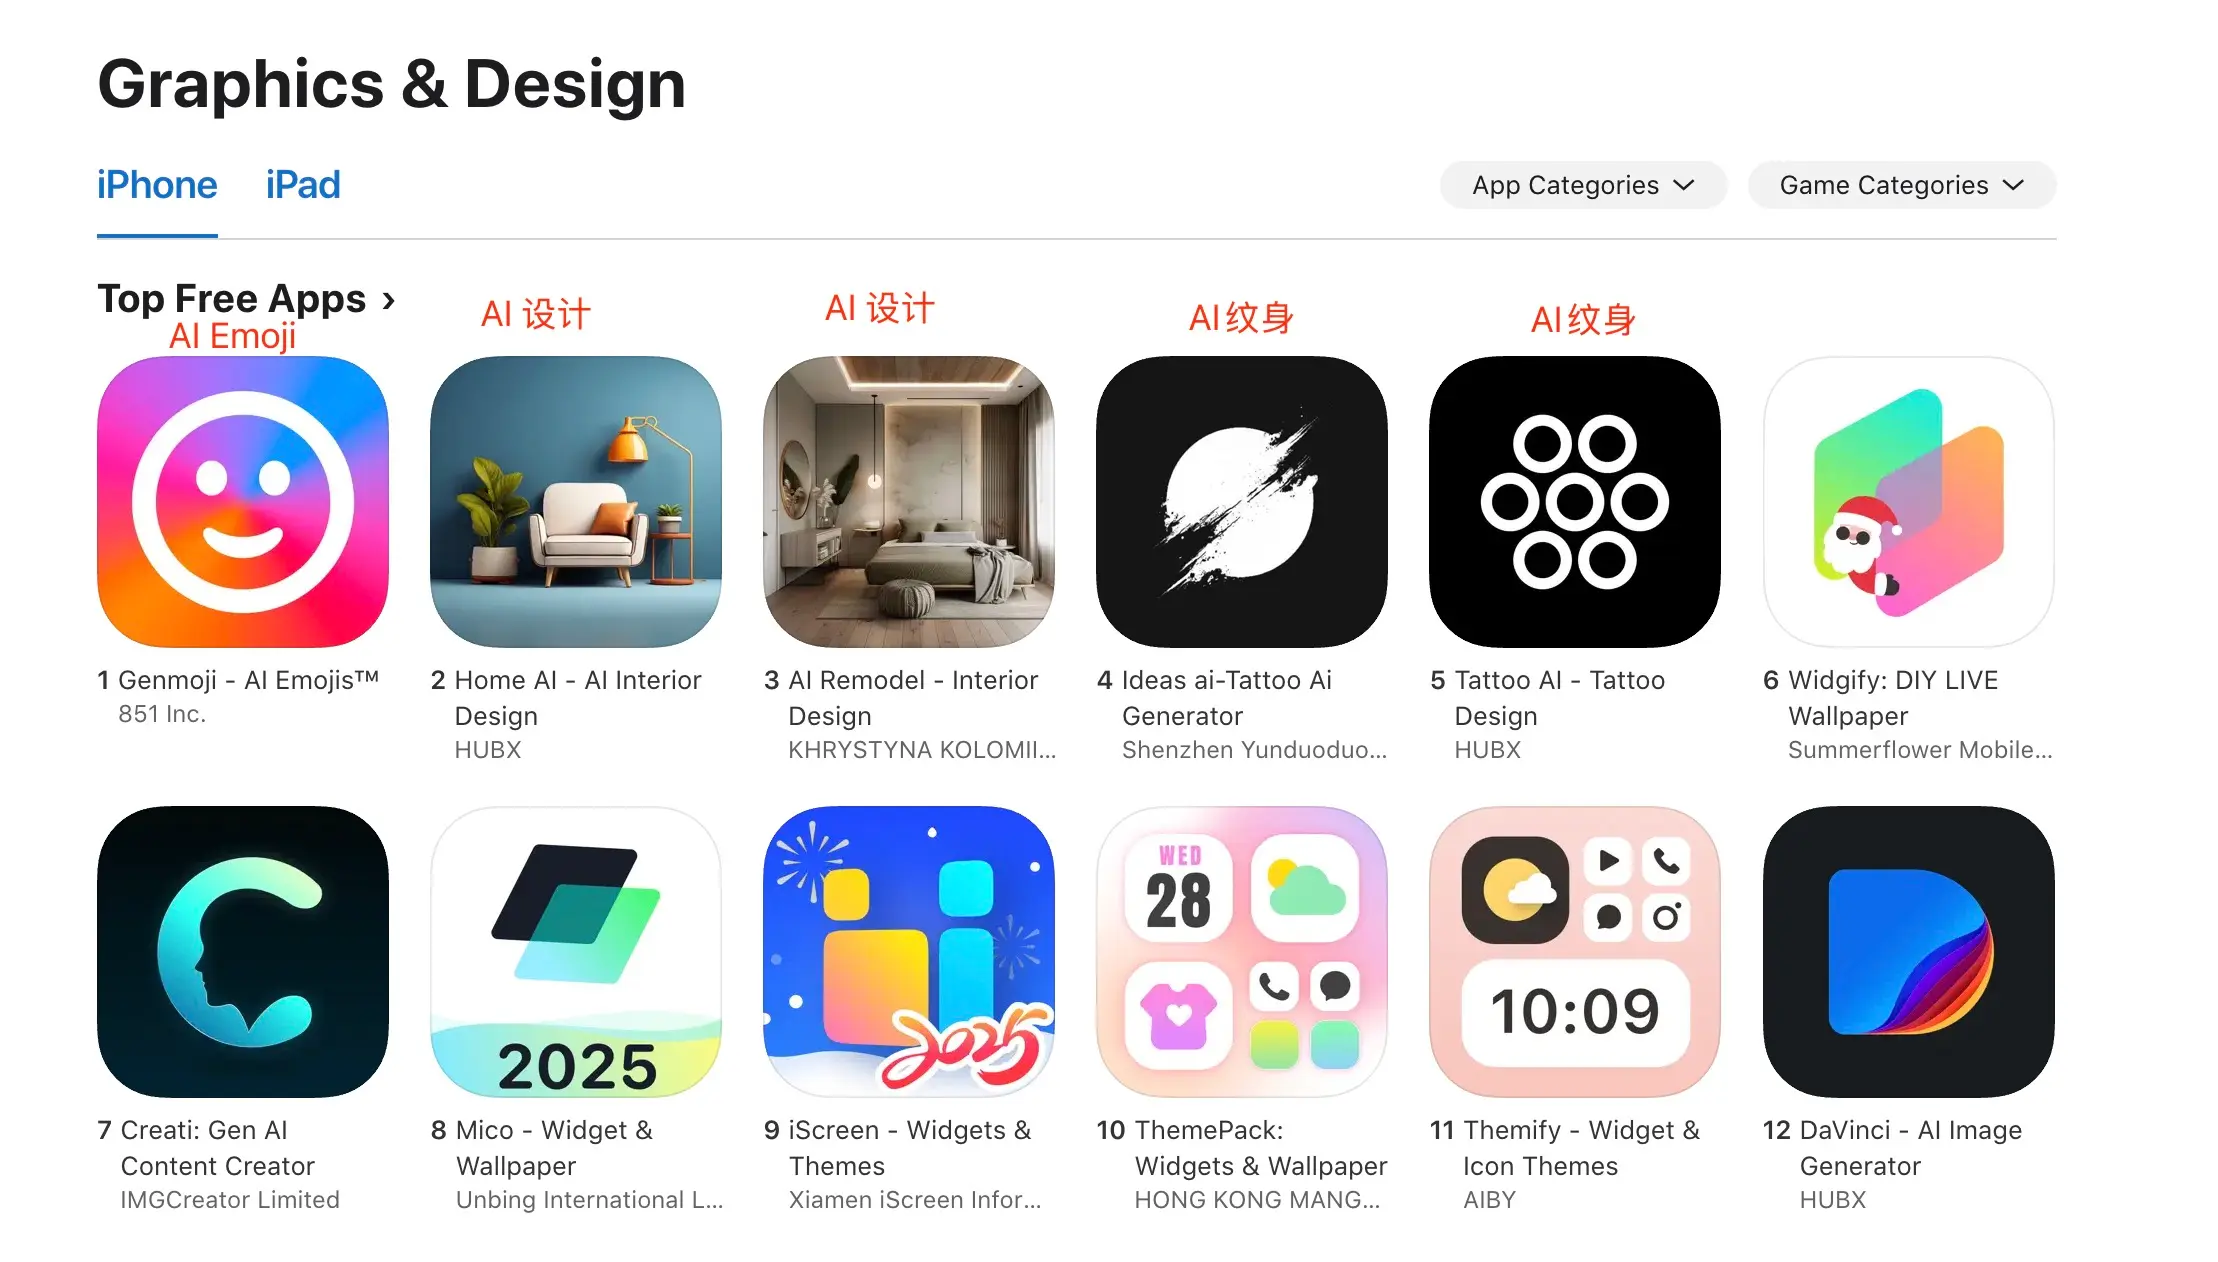 Graphics & Design
iPhone
iPad
App Categories
Game Categories
Top Free Apps ›
AI Emoji
AI 设计
AI 设计
AI纹身
AI纹身
1 Genmoji - AI Emojis™
851 Inc.
2 Home AI - AI Interior
Design
HUBX
3 AI Remodel - Interior
Design
KHRYSTYNA KOLOMII...
4 Ideas ai-Tattoo Ai
Generator
Shenzhen Yunduoduo...
5 Tattoo AI - Tattoo
Design
HUBX
6 Widgify: DIY LIVE
Wallpaper
Summerflower Mobile...
2025
2025
WED
28
10:09
7 Creati: Gen AI
Content Creator
IMGCreator Limited
8 Mico - Widget &
Wallpaper
Unbing International L...
9 iScreen - Widgets &
Themes
Xiamen iScreen Infor...
10 ThemePack:
Widgets & Wallpaper
HONG KONG MANG...
11 Themify - Widget &
Icon Themes
AIBY
12 DaVinci - AI Image
Generator
HUBX